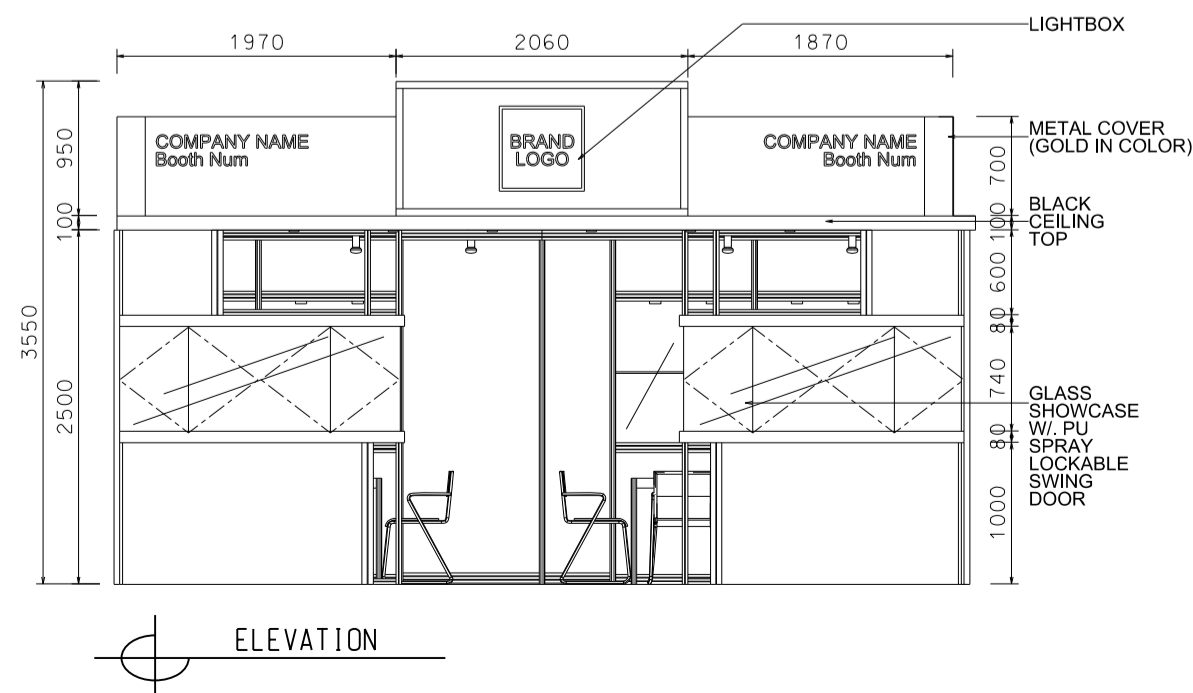 LIGHTBOX
1970
2060
1870
COMPANY NAME
Booth Num
BRAND
LOGO
COMPANY NAME
Booth Num
METAL COVER
(GOLD IN COLOR)
BLACK
CEILING
TOP
GLASS
SHOWCASE
W/. PU
SPRAY
LOCKABLE
SWING
DOOR
3550
950
100
2500
700
100
600
80
740
80
1000
ELEVATION